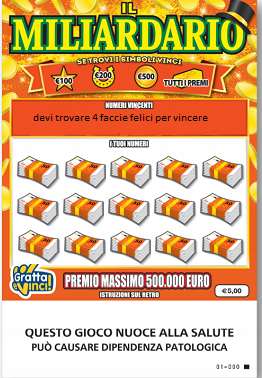 IL
MILIARDARIO
SE TROVI I SIMBOLI VINCI
€100
€200
€500
TUTTI I PREMI
NUMERI VINCENTI
devi trovare 4 faccie felici per vincere
I TUOI NUMERI
Gratta
e Vinci!
PREMIO MASSIMO 500.000 EURO
ISTRUZIONI SUL RETRO
€5,00
QUESTO GIOCO NUOCE ALLA SALUTE
PUÒ CAUSARE DIPENDENZA PATOLOGICA
01-000